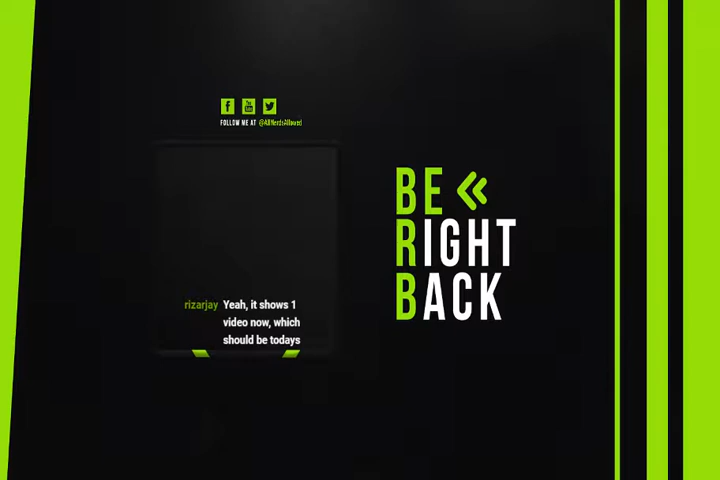 FOLLOW ME AT @AllNerdsAllowed
BE
RIGHT
BACK
rizarjay Yeah, it shows 1
video now, which
should be todays